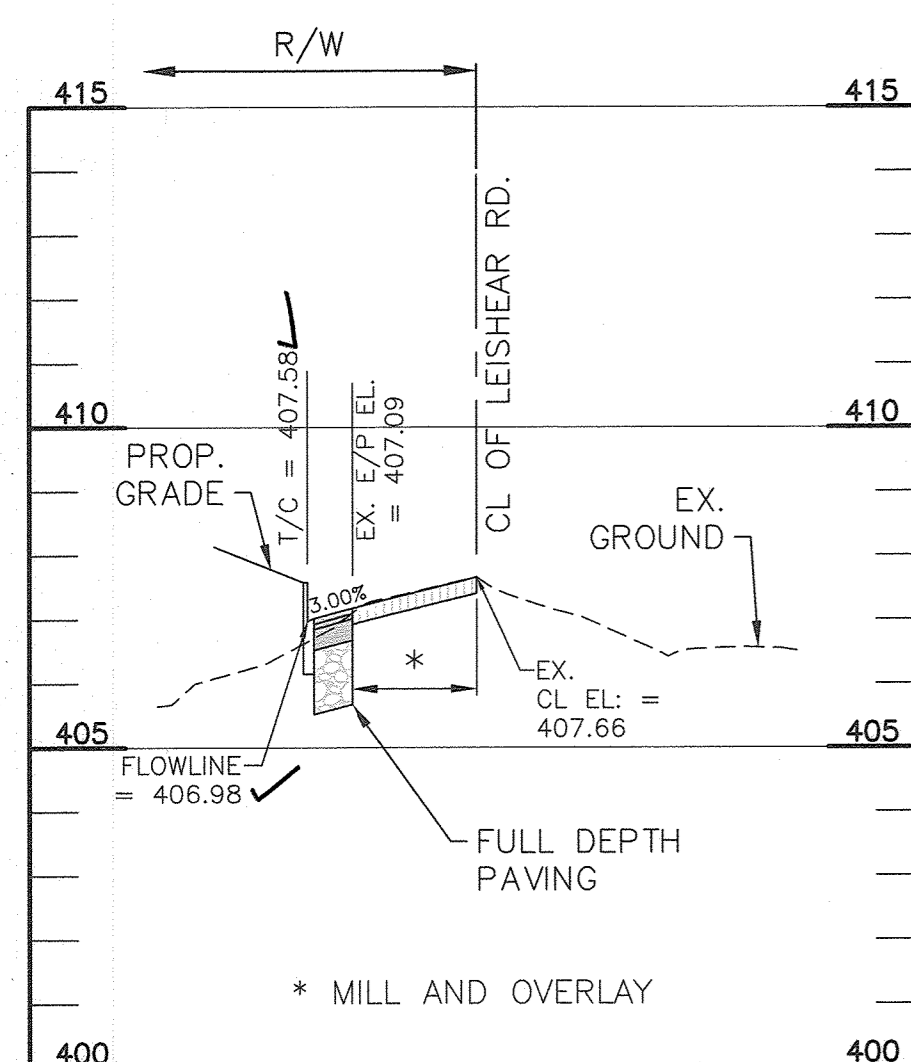 R/W
415
415
T/C = 407.58
EX. E/P EL.
= 407.09
CL OF LEISHEAR RD.
410
410
PROP.
GRADE
EX.
GROUND
3.00%
*
EX.
CL EL: =
407.66
405
405
FLOWLINE
= 406.98
FULL DEPTH
PAVING
* MILL AND OVERLAY
400
400